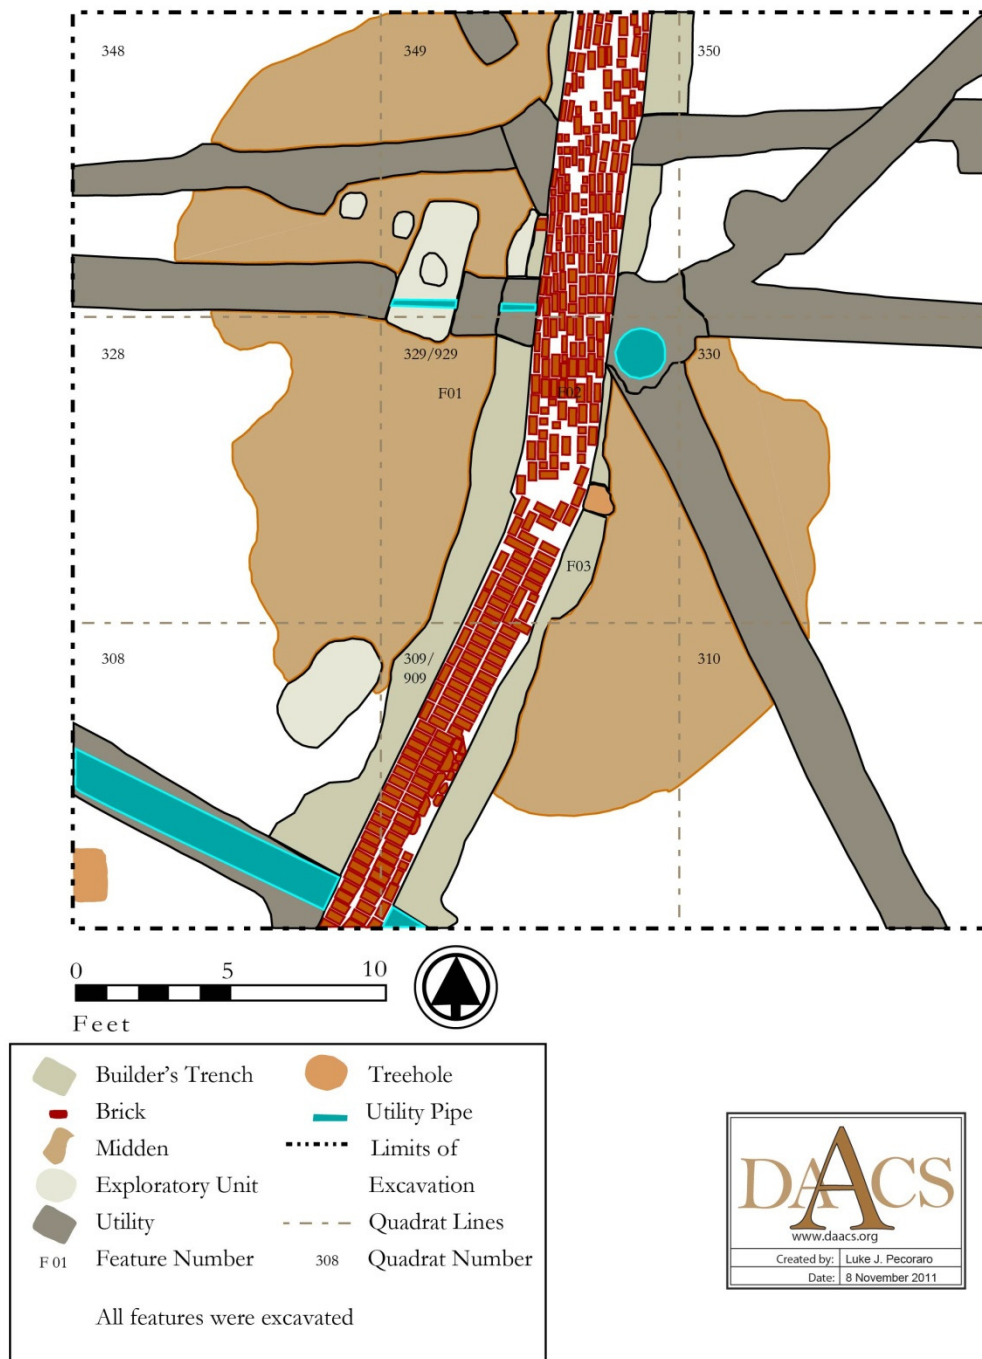 348
349
350
328
329/929
330
F01
F02
F03
308
309/
909
310
0 5 10
Feet
Builder's Trench
Treehole
Brick
Utility Pipe
Midden
Limits of
Exploratory Unit
Excavation
Utility
Quadrat Lines
F 01 Feature Number
308 Quadrat Number
All features were excavated
DAACS
www.daacs.org
Created by: Luke J. Pecoraro
Date: 8 November 2011